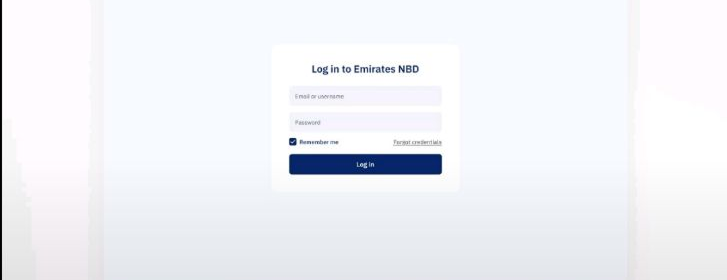 Log in to Emirates NBD
Email or username
Password
Remember me
Forgot credentials
Log in